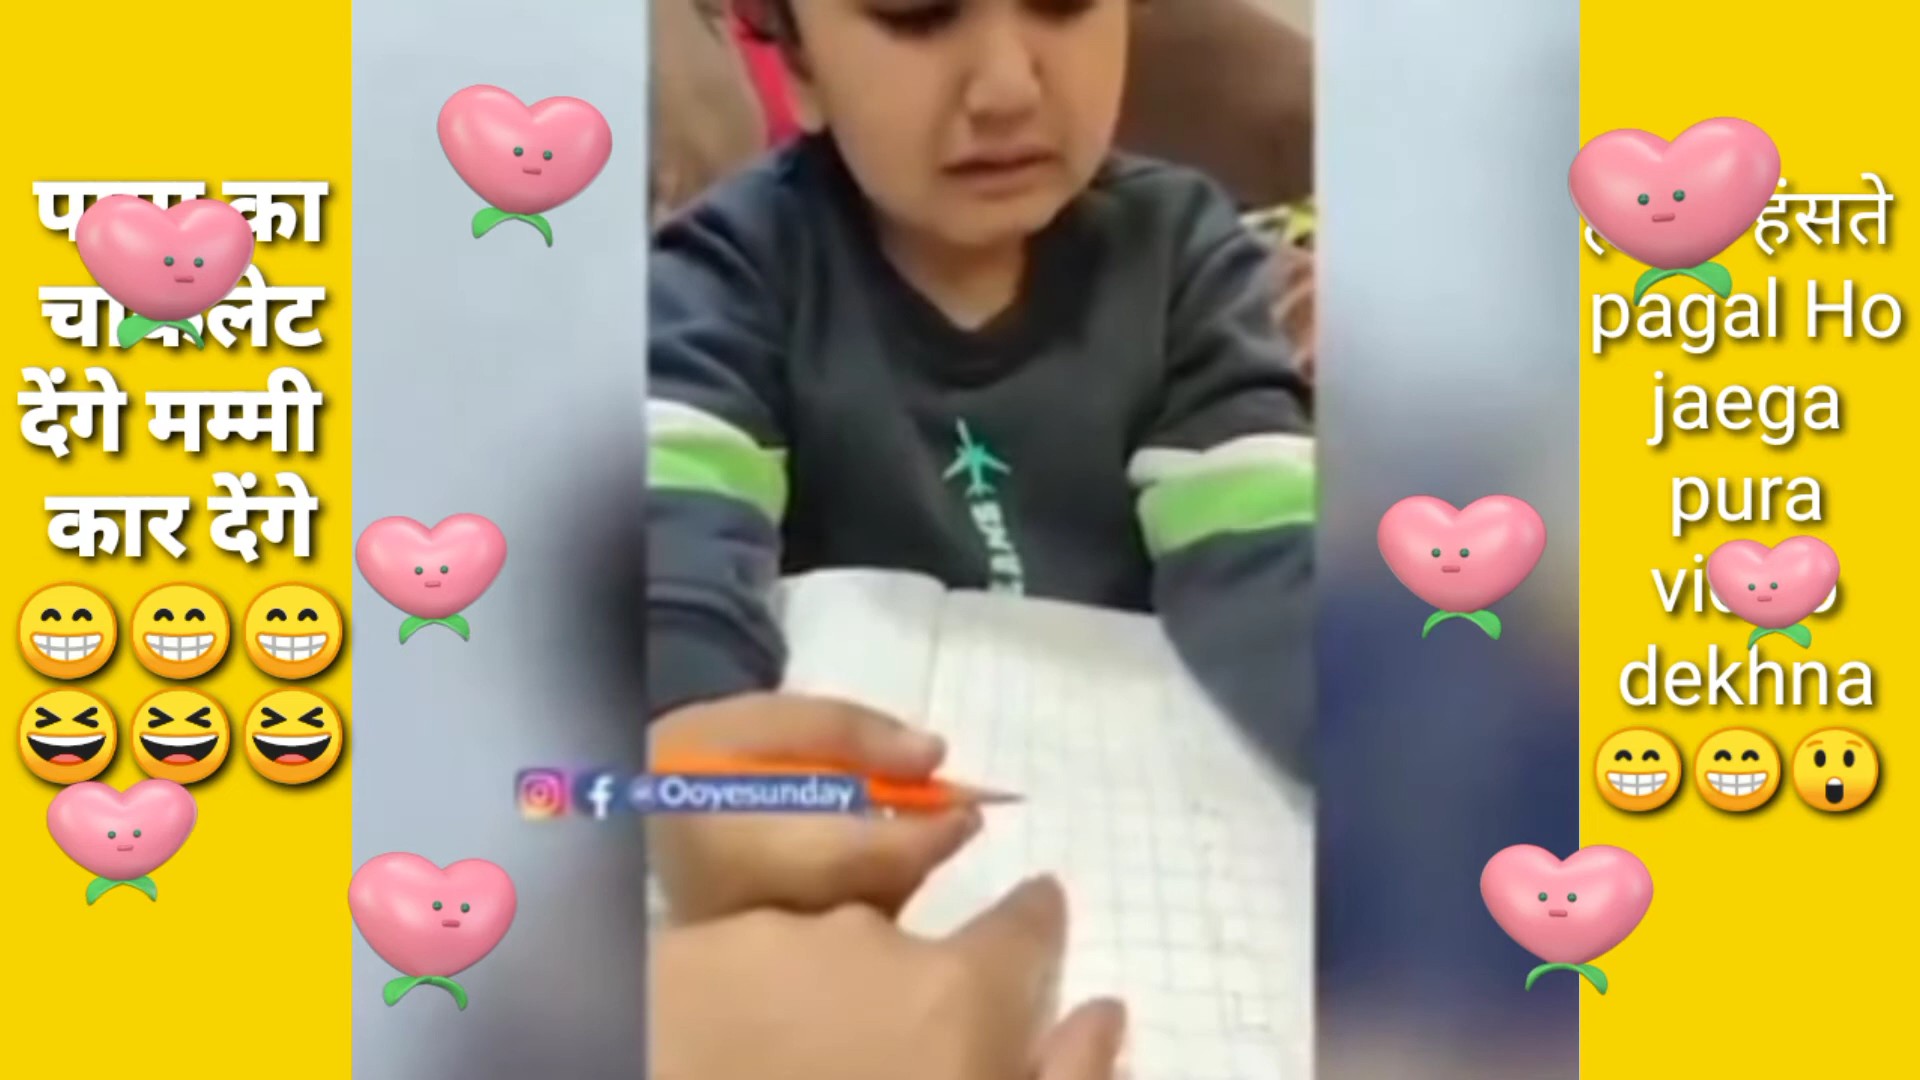 का
देंगे मम्मी
कार देंगे
@Ooyesunday
हंसते
pagal Ho
jaega
pura
dekhna